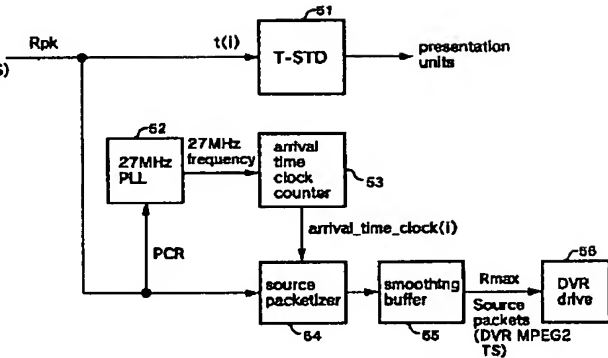 51
Rpk
t(i)
T-STD
presentation
units
S)
52
27MHz
PLL
27MHz
frequency
arrival
time
clock
counter
53
arrival_time_clock(i)
PCR
source
packetizer
54
smoothing
buffer
55
Rmax
Source
packets
(DVR MPEG2
TS)
56
DVR
drive